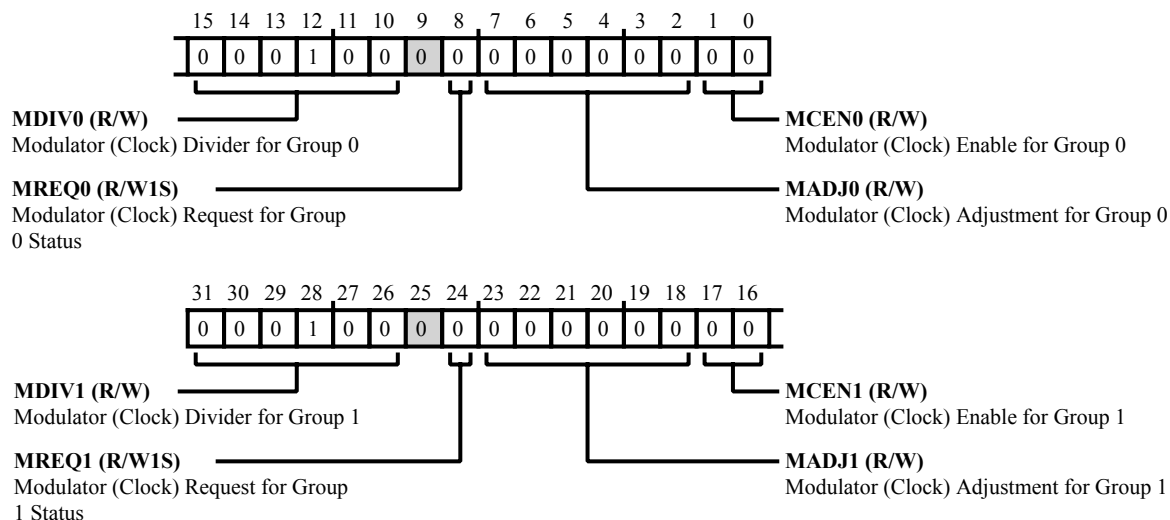 15 14 13 12 11 10 9 8 7 6 5 4 3 2 1 0
0 0 0 1 0 0 0 0 0 0 0 0 0 0 0 0
MDIV0 (R/W)
Modulator (Clock) Divider for Group 0
MCEN0 (R/W)
Modulator (Clock) Enable for Group 0
MREQ0 (R/W1S)
Modulator (Clock) Request for Group
0 Status
MADJ0 (R/W)
Modulator (Clock) Adjustment for Group 0
31 30 29 28 27 26 25 24 23 22 21 20 19 18 17 16
0 0 0 1 0 0 0 0 0 0 0 0 0 0 0 0
MDIV1 (R/W)
Modulator (Clock) Divider for Group 1
MCEN1 (R/W)
Modulator (Clock) Enable for Group 1
MREQ1 (R/W1S)
Modulator (Clock) Request for Group
1 Status
MADJ1 (R/W)
Modulator (Clock) Adjustment for Group 1